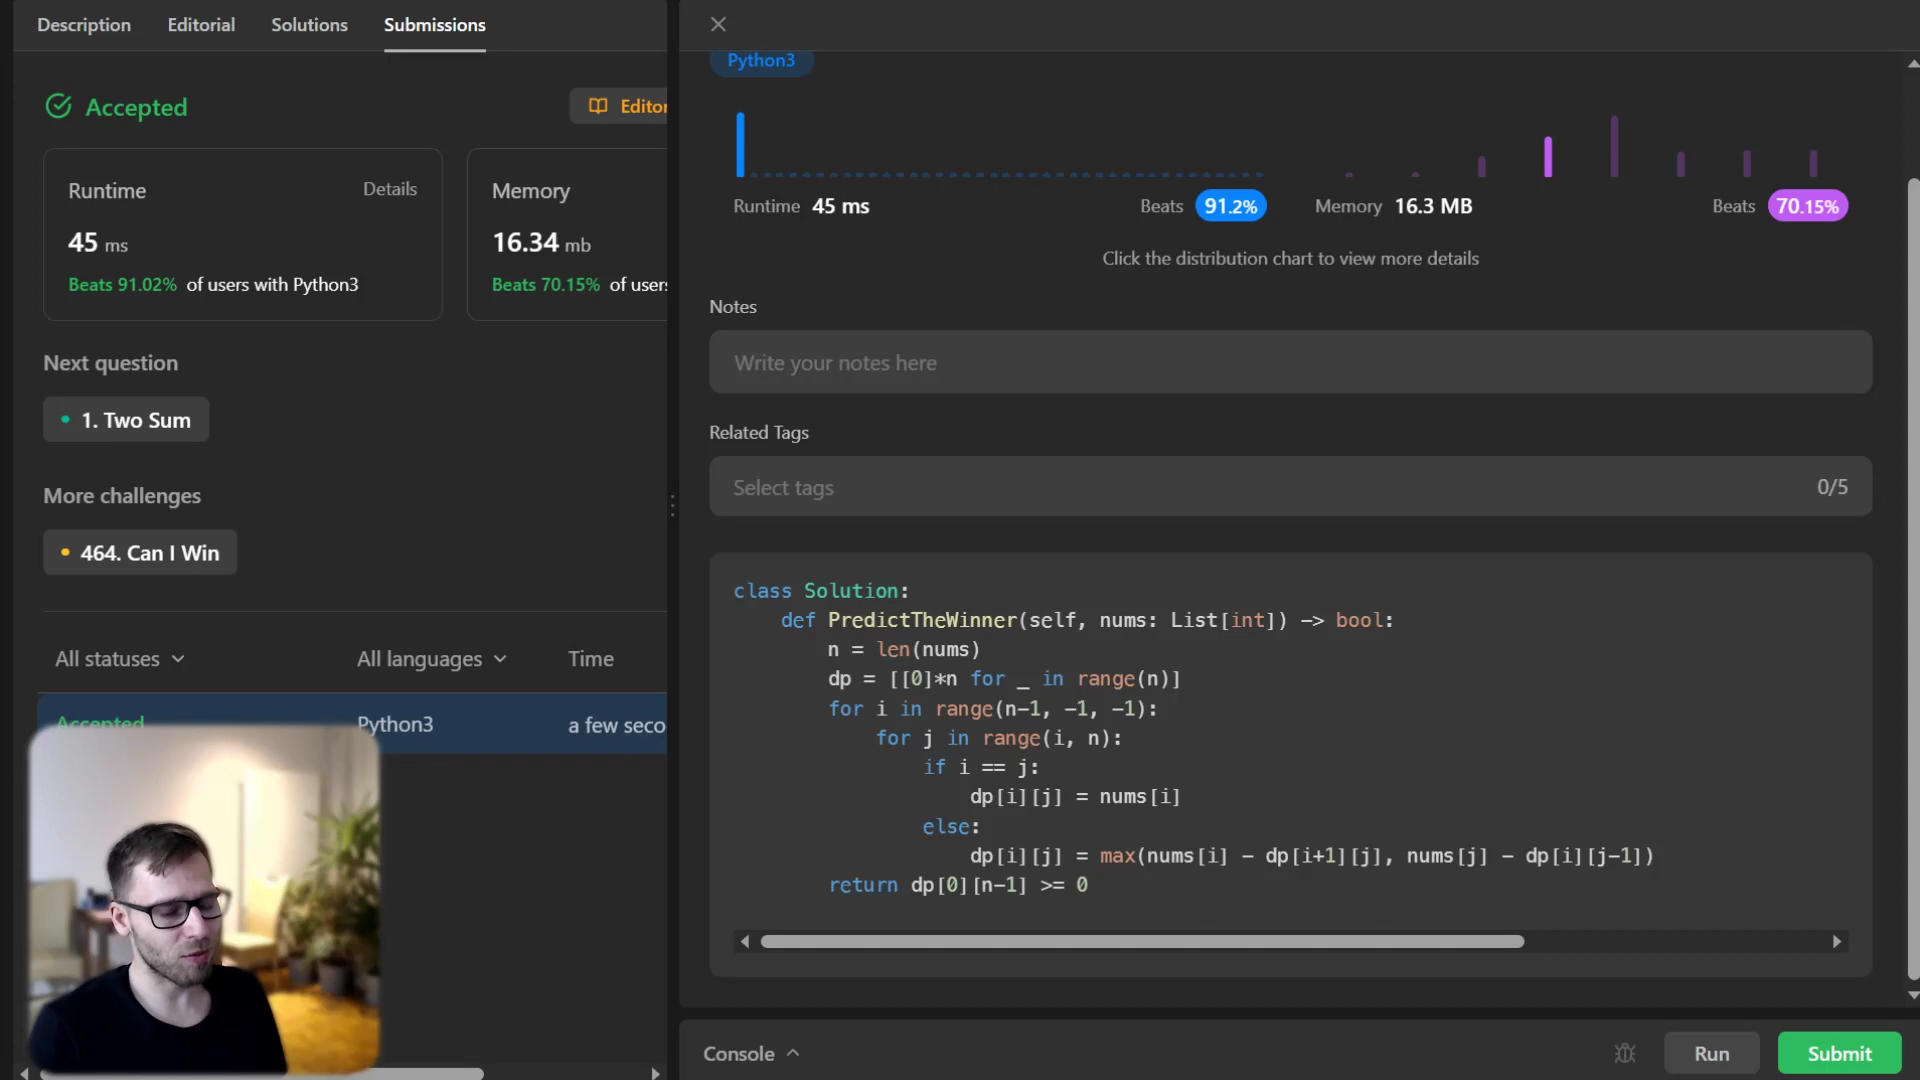 Description Editorial Solutions Submissions
Accepted
Editor
Runtime Details
45 ms
Beats 91.02% of users with Python3
Memory
16.34 mb
Beats 70.15% of users
Next question
1. Two Sum
More challenges
464. Can I Win
All statuses All languages Time
Accepted Python3 a few seco
Python3
Runtime 45 ms Beats 91.2% Memory 16.3 MB Beats 70.15%
Click the distribution chart to view more details
Notes
Write your notes here
Related Tags
Select tags 0/5
class Solution:
    def PredictTheWinner(self, nums: List[int]) -> bool:
        n = len(nums)
        dp = [[0]*n for _ in range(n)]
        for i in range(n-1, -1, -1):
            for j in range(i, n):
                if i == j:
                    dp[i][j] = nums[i]
                else:
                    dp[i][j] = max(nums[i] - dp[i+1][j], nums[j] - dp[i][j-1])
        return dp[0][n-1] >= 0
Console Run Submit